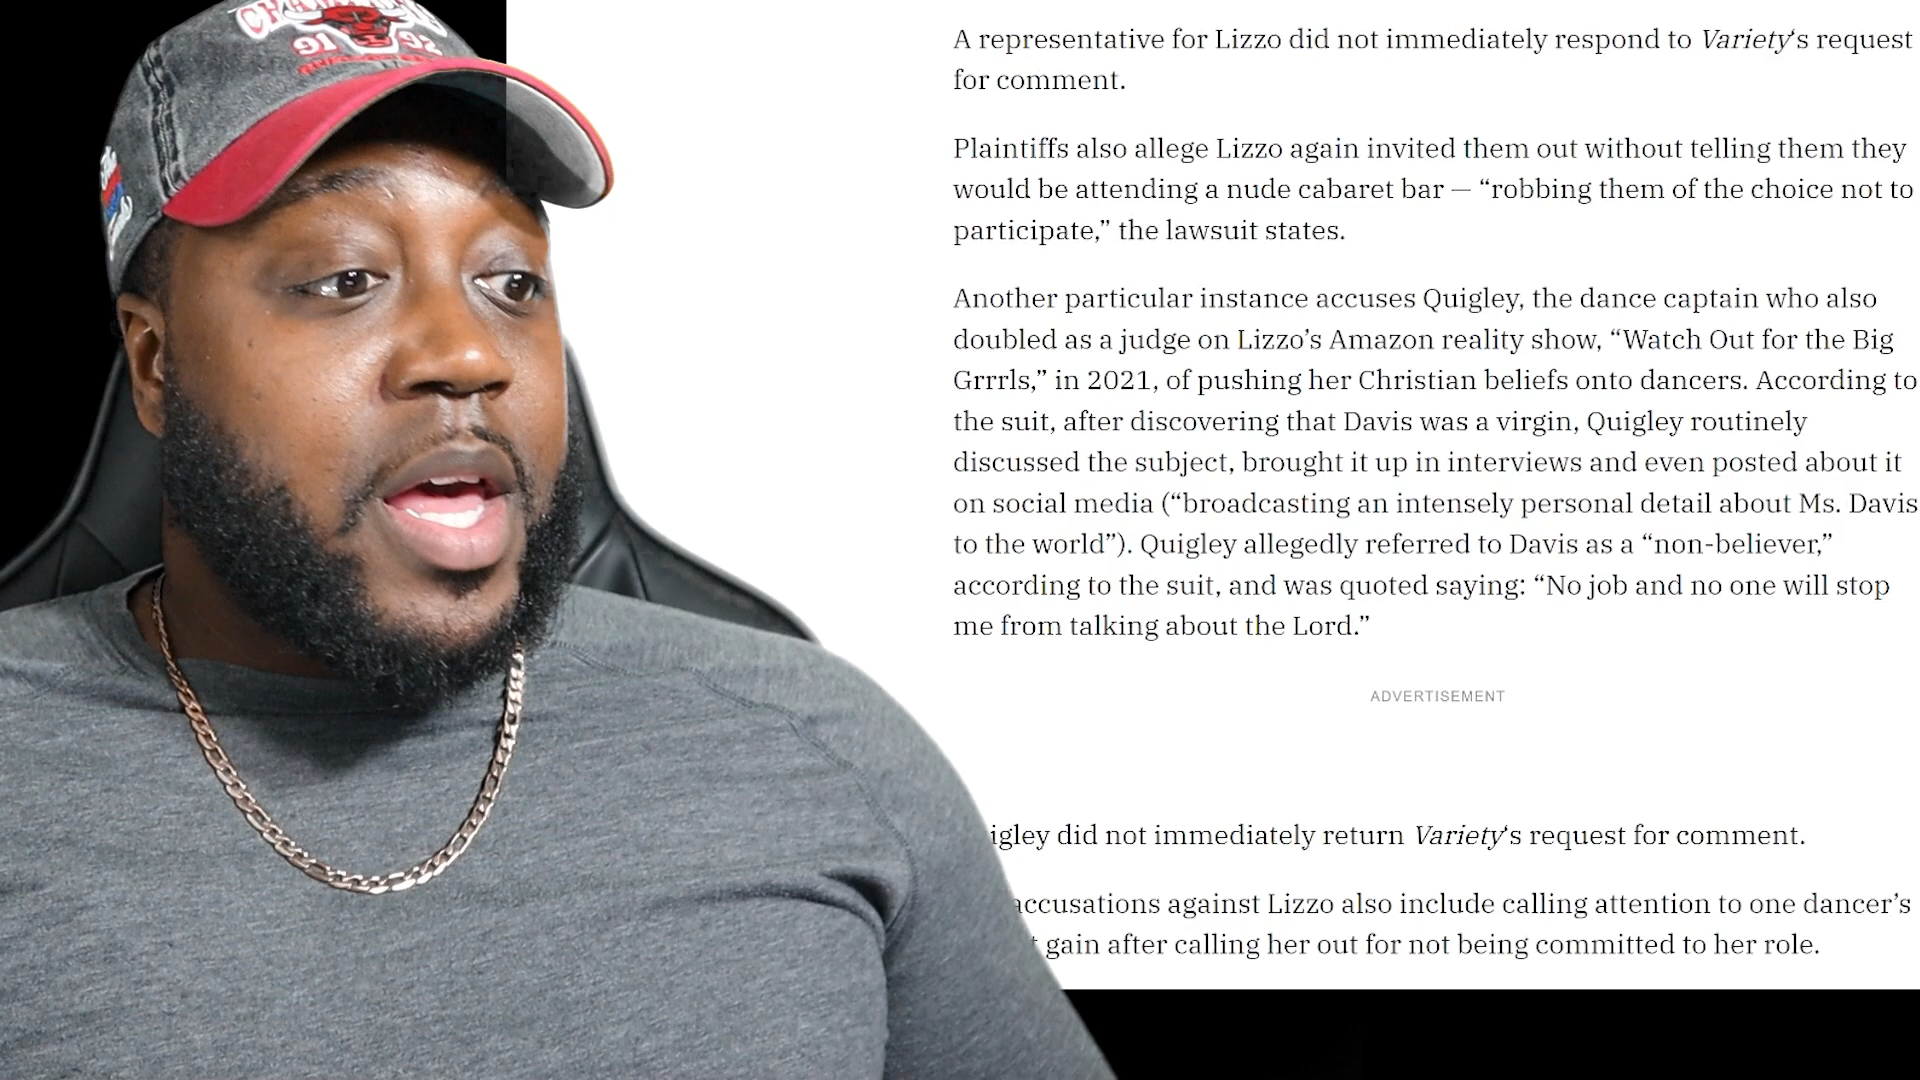 CHAMPIONS
91 92
A representative for Lizzo did not immediately respond to Variety‘s request
for comment.
Plaintiffs also allege Lizzo again invited them out without telling them they
would be attending a nude cabaret bar — “robbing them of the choice not to
participate,” the lawsuit states.
Another particular instance accuses Quigley, the dance captain who also
doubled as a judge on Lizzo’s Amazon reality show, “Watch Out for the Big
Grrrls,” in 2021, of pushing her Christian beliefs onto dancers. According to
the suit, after discovering that Davis was a virgin, Quigley routinely
discussed the subject, brought it up in interviews and even posted about it
on social media (“broadcasting an intensely personal detail about Ms. Davis
to the world”). Quigley allegedly referred to Davis as a “non-believer,”
according to the suit, and was quoted saying: “No job and no one will stop
me from talking about the Lord.”
ADVERTISEMENT
igley did not immediately return Variety‘s request for comment.
accusations against Lizzo also include calling attention to one dancer’s
gain after calling her out for not being committed to her role.